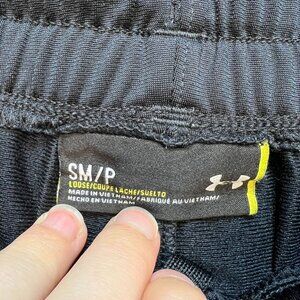 SM/P
LOOSE/COUPE LÂCHE/SUELTO
MADE IN VIETNAM/FABRIQUÉ AU VIETNAM/
HECHO EN VIETNAM